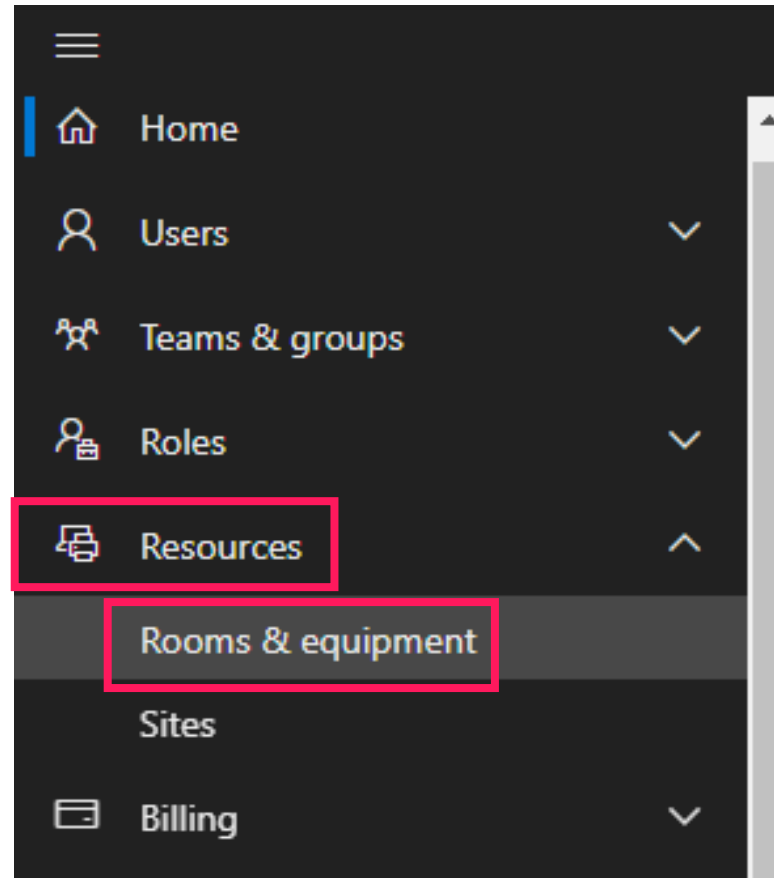 Home
Users
Teams & groups
Roles
Resources
Rooms & equipment
Sites
Billing